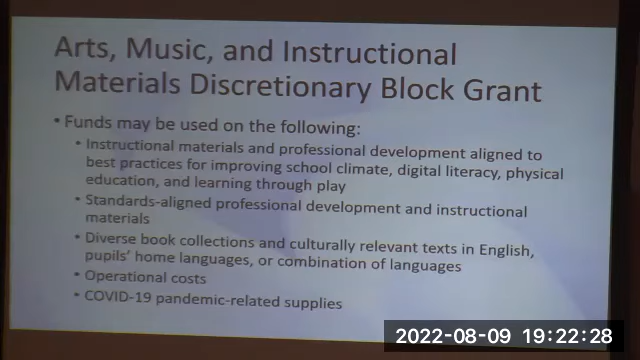 Arts, Music, and Instructional
Materials Discretionary Block Grant
• Funds may be used on the following:
• Instructional materials and professional development aligned to
best practices for improving school climate, digital literacy, physical
education, and learning through play
• Standards-aligned professional development and instructional
materials
• Diverse book collections and culturally relevant texts in English,
pupils' home languages, or combination of languages
• Operational costs
• COVID-19 pandemic-related supplies
2022-08-09 19:22:28